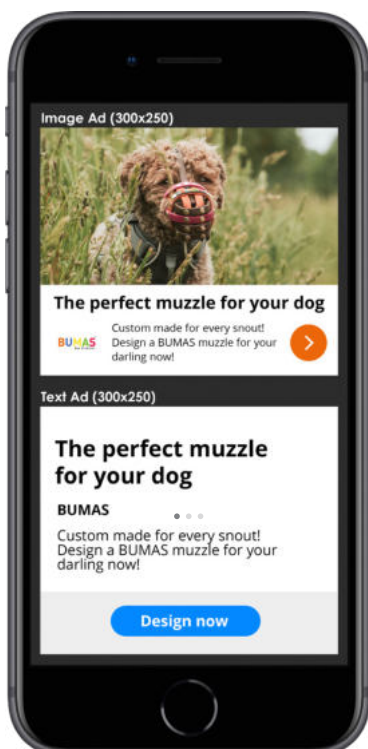 Image Ad (300x250)
The perfect muzzle for your dog
BUMAS
Custom made for every snout!
Design a BUMAS muzzle for your
darling now!
Text Ad (300x250)
The perfect muzzle
for your dog
BUMAS
Custom made for every snout!
Design a BUMAS muzzle for your
darling now!
Design now